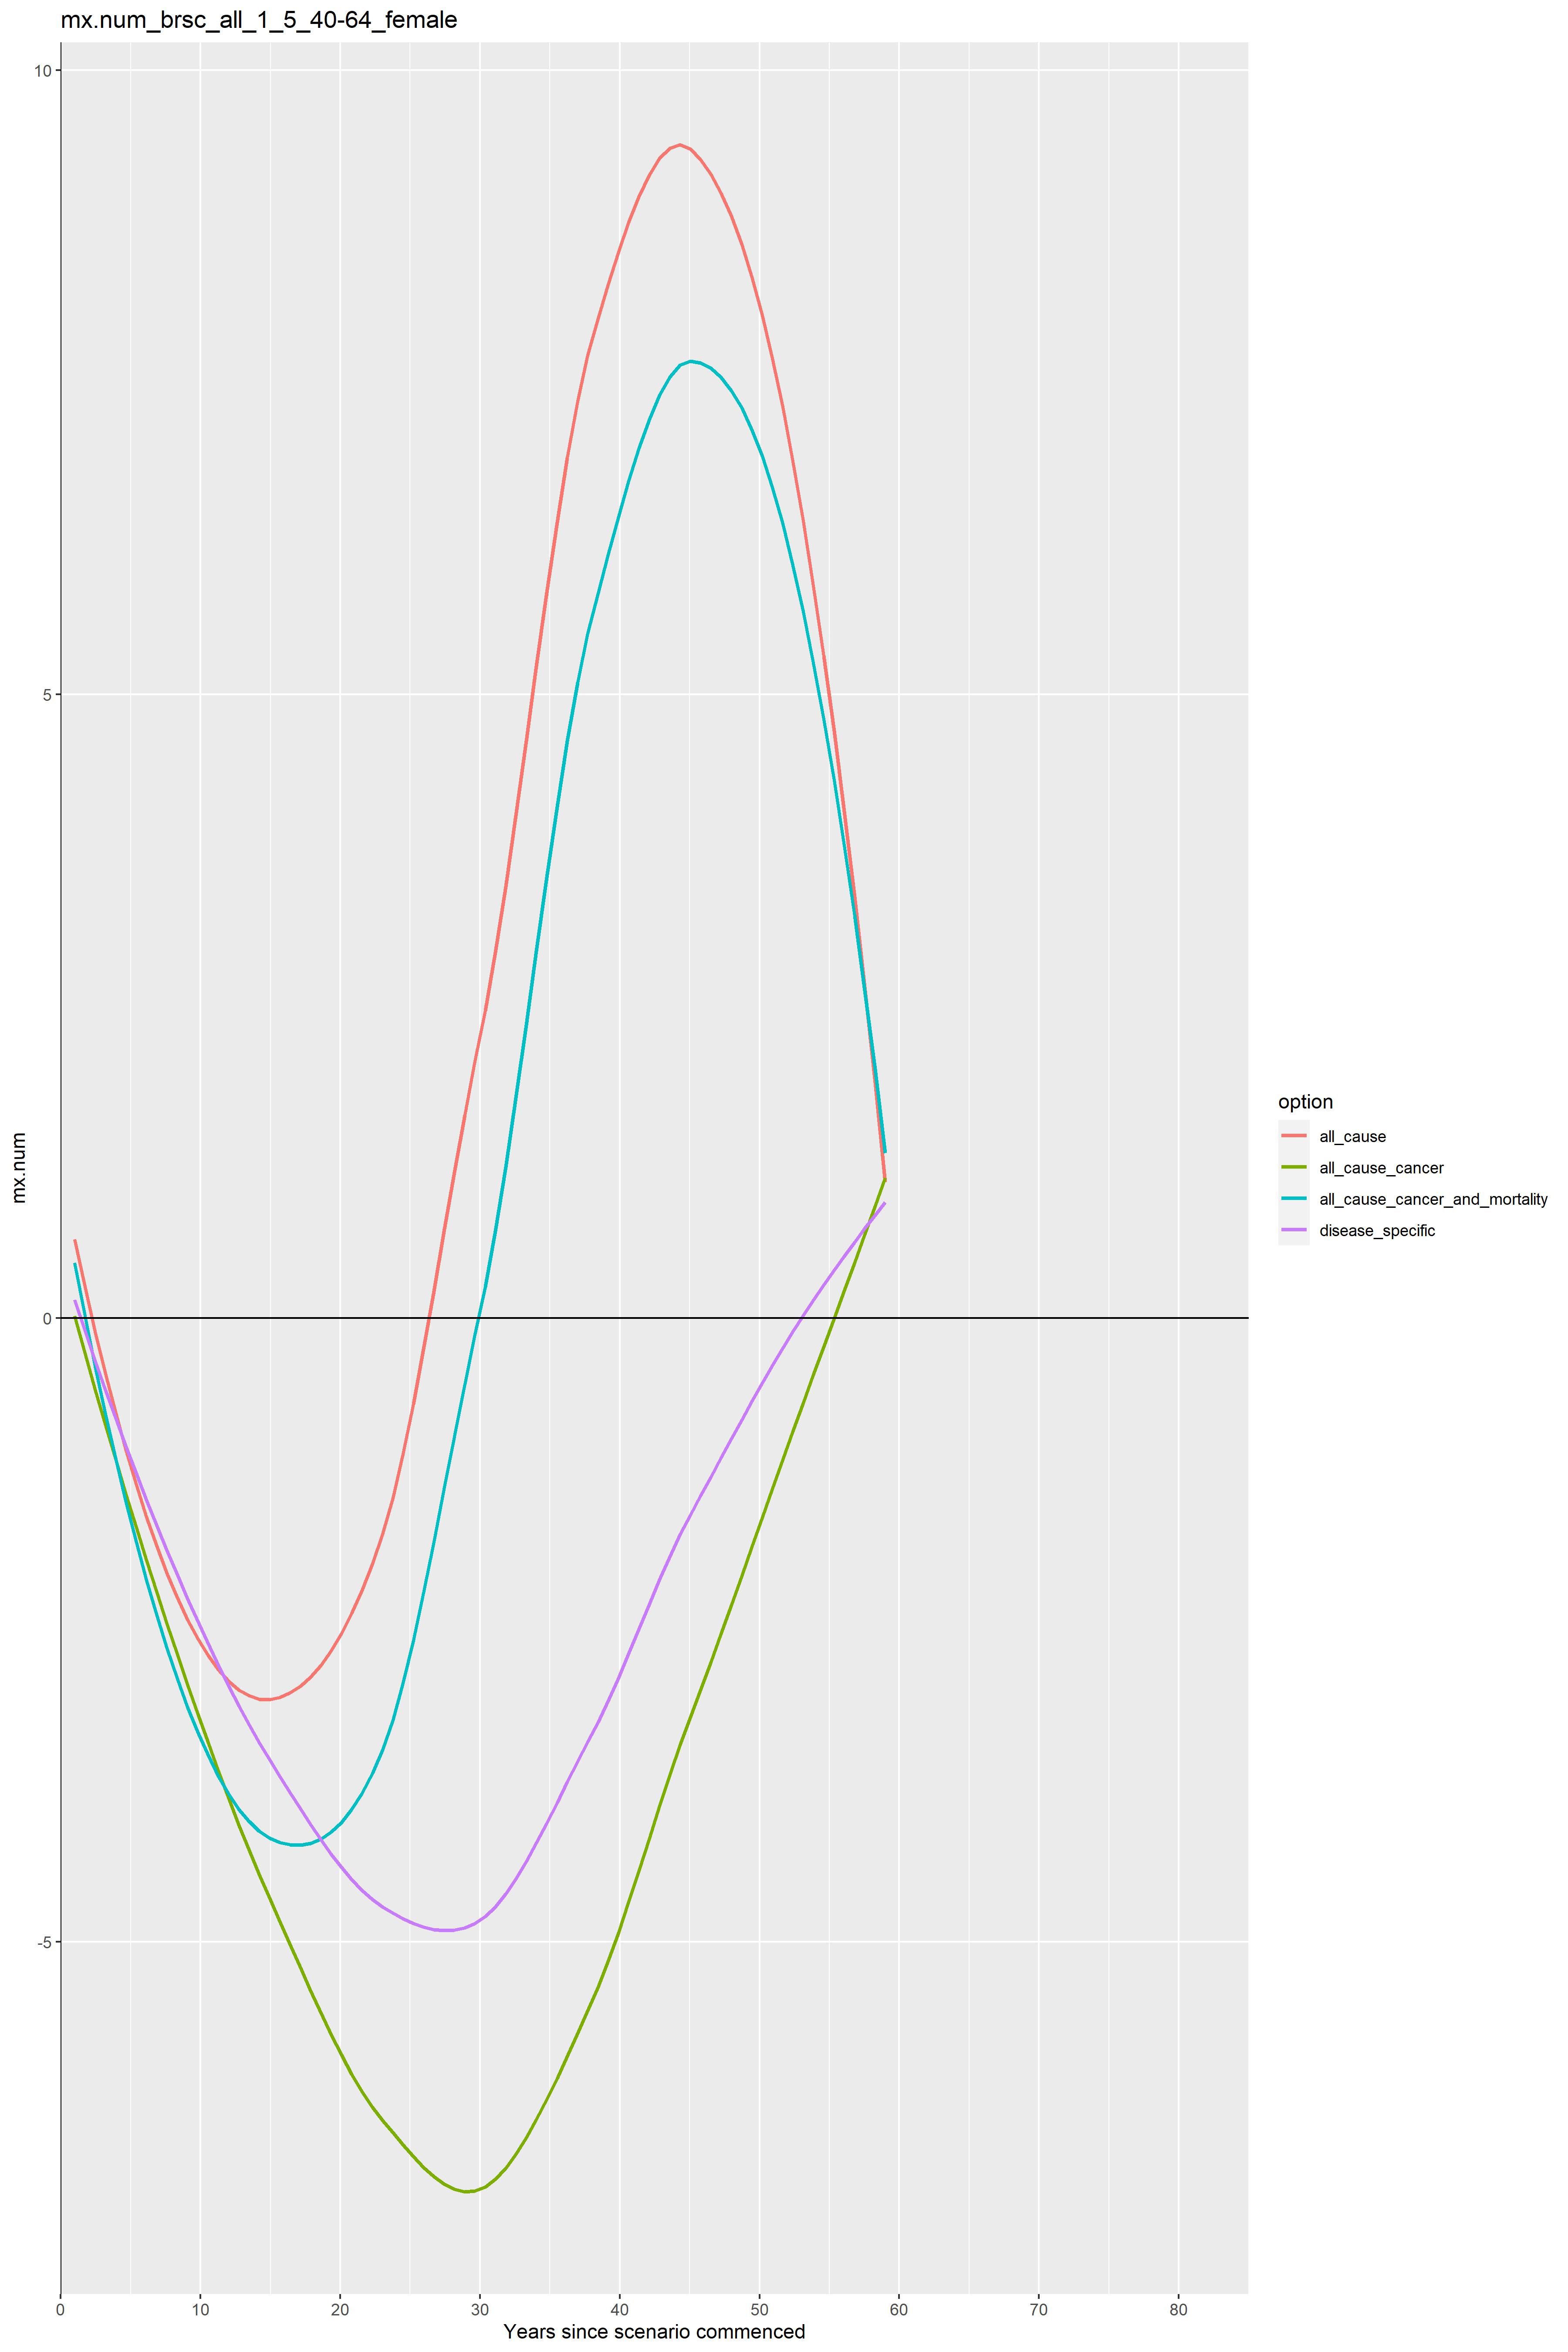 mx.num_brsc_all_1_5_40-64_female
10
5
0
-5
mx.num
0 10 20 30 40 50 60 70 80
Years since scenario commenced
option
all_cause
all_cause_cancer
all_cause_cancer_and_mortality
disease_specific